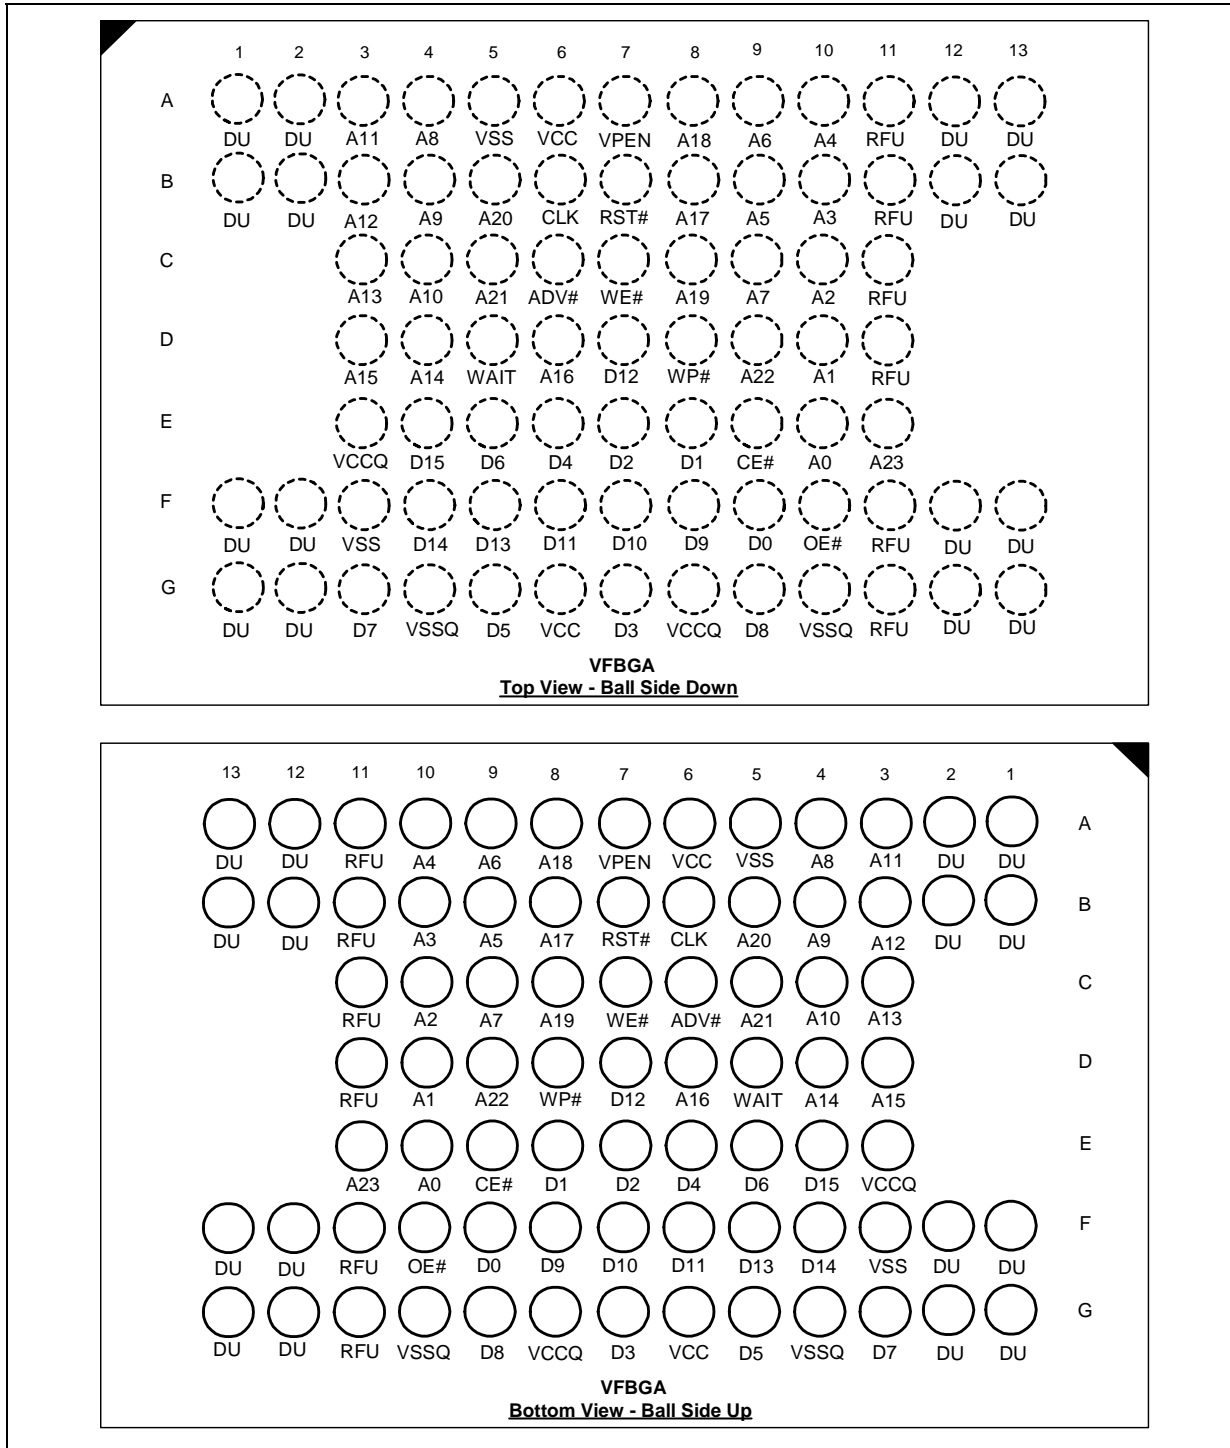 1 2 3 4 5 6 7 8 9 10 11 12 13
A
DU DU A11 A8 VSS VCC VPEN A18 A6 A4 RFU DU DU
B
DU DU A12 A9 A20 CLK RST# A17 A5 A3 RFU DU DU
C
A13 A10 A21 ADV# WE# A19 A7 A2 RFU
D
A15 A14 WAIT A16 D12 WP# A22 A1 RFU
E
VCCQ D15 D6 D4 D2 D1 CE# A0 A23
F
DU DU VSS D14 D13 D11 D10 D9 D0 OE# RFU DU DU
G
DU DU D7 VSSQ D5 VCC D3 VCCQ D8 VSSQ RFU DU DU
VFBGA
Top View - Ball Side Down
13 12 11 10 9 8 7 6 5 4 3 2 1
A
DU DU RFU A4 A6 A18 VPEN VCC VSS A8 A11 DU DU
B
DU DU RFU A3 A5 A17 RST# CLK A20 A9 A12 DU DU
C
RFU A2 A7 A19 WE# ADV# A21 A10 A13
D
RFU A1 A22 WP# D12 A16 WAIT A14 A15
E
A23 A0 CE# D1 D2 D4 D6 D15 VCCQ
F
DU DU RFU OE# D0 D9 D10 D11 D13 D14 VSS DU DU
G
DU DU RFU VSSQ D8 VCCQ D3 VCC D5 VSSQ D7 DU DU
VFBGA
Bottom View - Ball Side Up